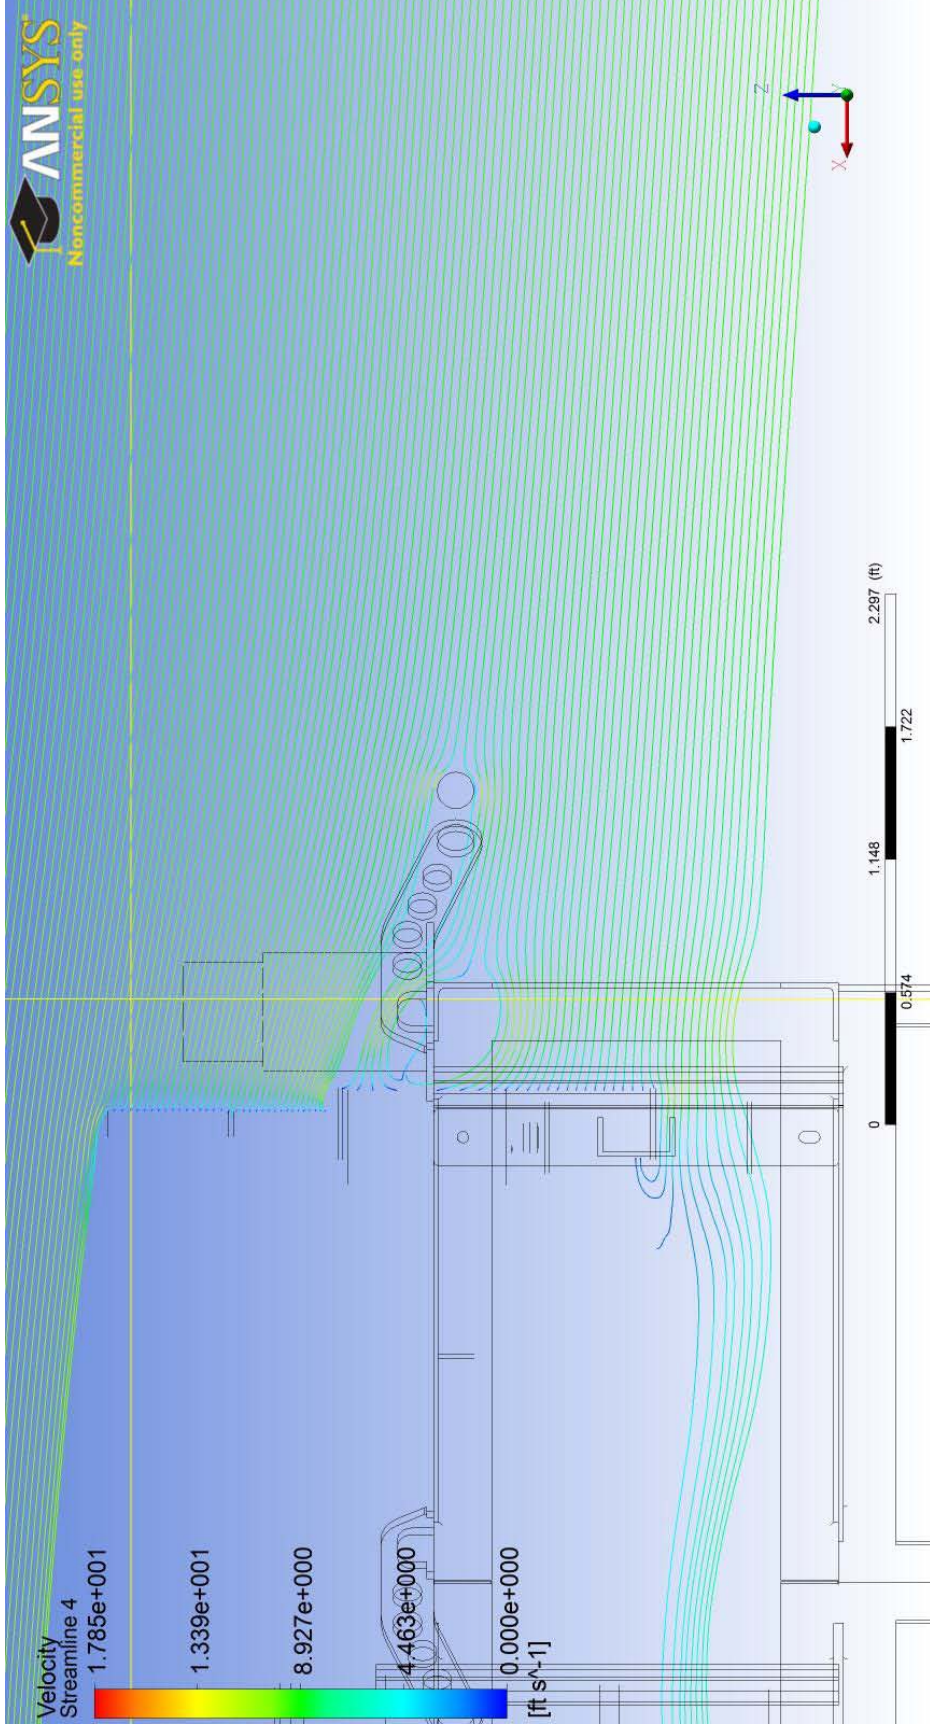 ANSYS®
Noncommercial use only
Velocity
Streamline 4
1.785e+001
1.339e+001
8.927e+000
4.463e+000
0.000e+000
[ft s^-1]
Z
Y
X
0
0.574
1.148
1.722
2.297 (ft)